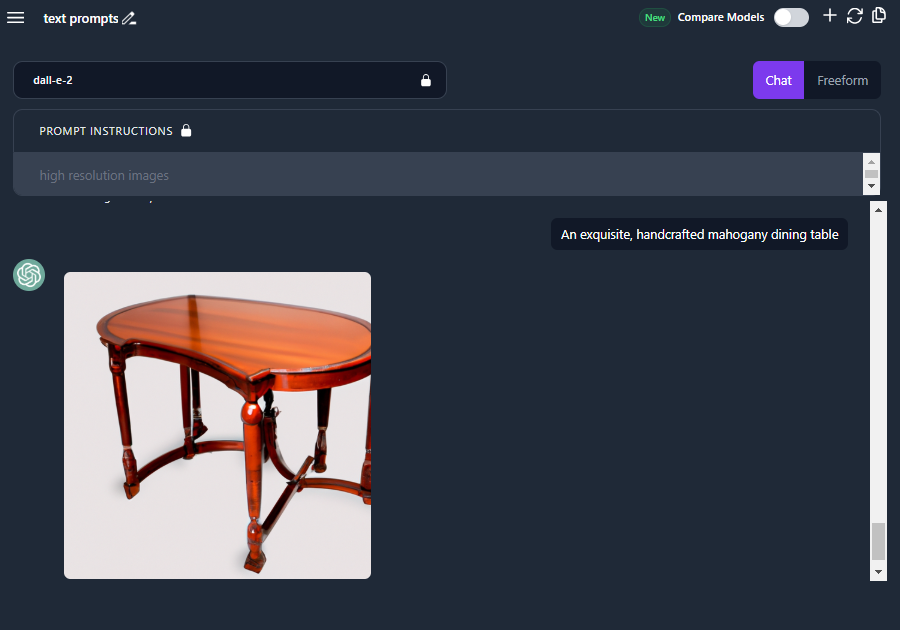 text prompts
New Compare Models
dall-e-2
Chat Freeform
PROMPT INSTRUCTIONS
high resolution images
An exquisite, handcrafted mahogany dining table